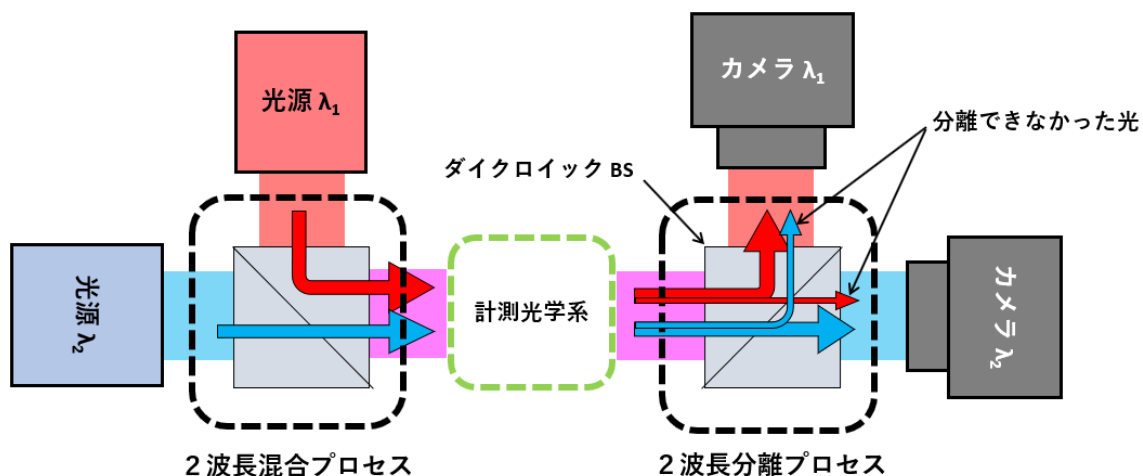 光源 λ₁
カメラ λ₁
分離できなかった光
ダイクロイック BS
光源 λ₂
計測光学系
カメラ λ₂
2 波長混合プロセス
2 波長分離プロセス